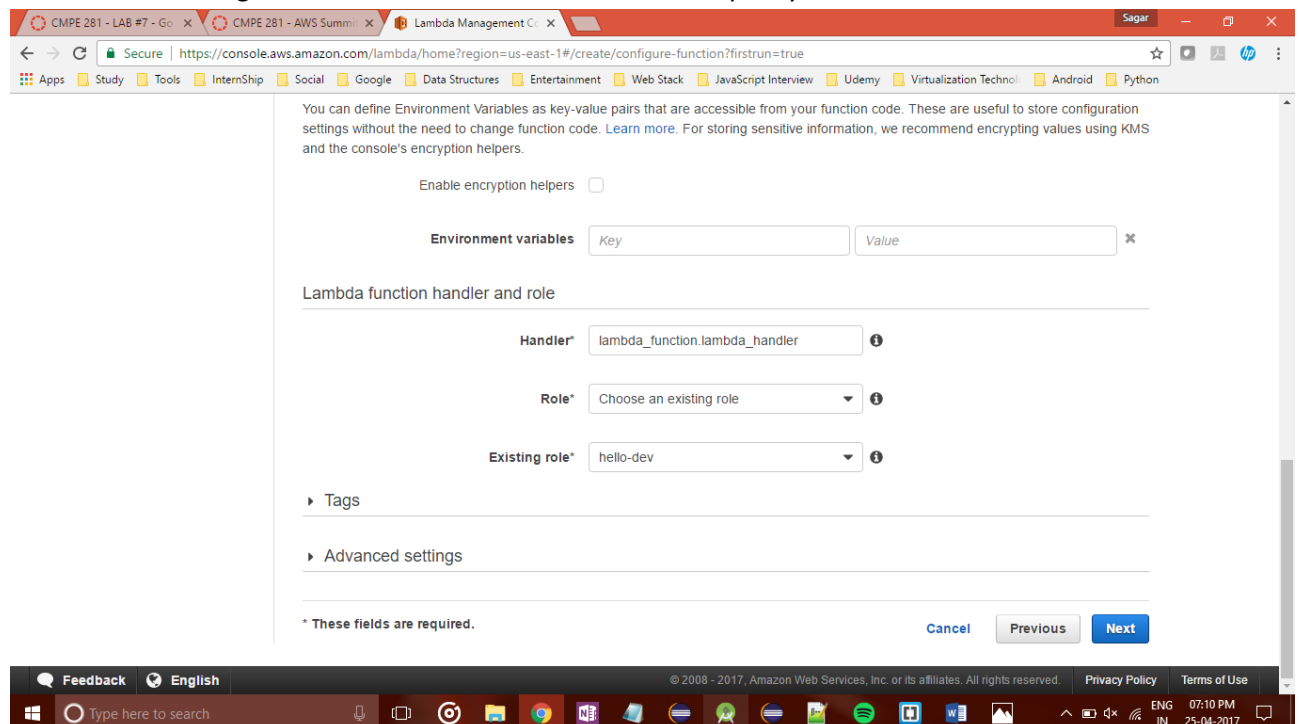 CMPE 281 - LAB #7 - Go
CMPE 281 - AWS Summi
Lambda Management Co
Sagar
Secure | https://console.aws.amazon.com/lambda/home?region=us-east-1#/create/configure-function?firstrun=true
Apps Study Tools InternShip Social Google Data Structures Entertainment Web Stack JavaScript Interview Udemy Virtualization Technol Android Python
You can define Environment Variables as key-value pairs that are accessible from your function code. These are useful to store configuration
settings without the need to change function code. Learn more. For storing sensitive information, we recommend encrypting values using KMS
and the console's encryption helpers.
Enable encryption helpers
Environment variables Key Value
Lambda function handler and role
Handler* lambda_function.lambda_handler
Role* Choose an existing role
Existing role* hello-dev
Tags
Advanced settings
* These fields are required.
Cancel Previous Next
Feedback English © 2008 - 2017, Amazon Web Services, Inc. or its affiliates. All rights reserved. Privacy Policy Terms of Use
Type here to search
ENG 07:10 PM
IN 25-04-2017